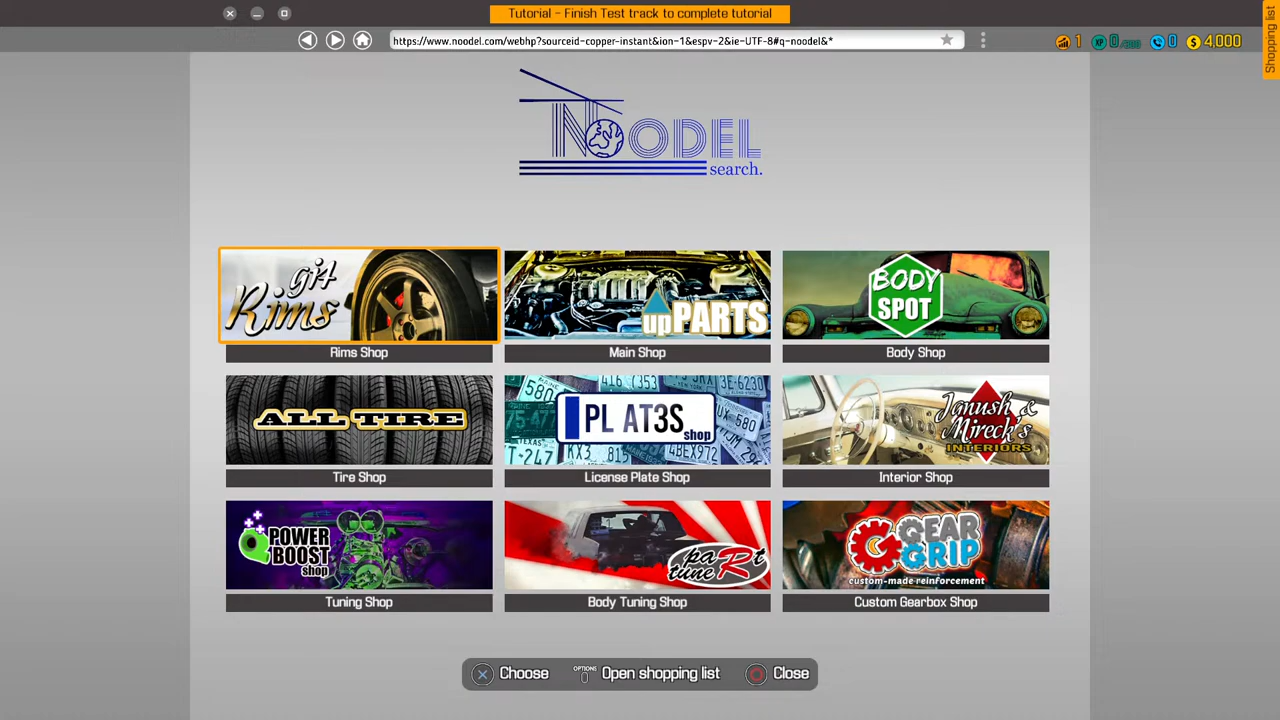 Tutorial - Finish Test track to complete tutorial
Shopping list
https://www.noodel.com/webhp?sourceid-copper-instant&ion-1&espv-2&ie-UTF-8#q-noodel&*
1
0
0
4,000
NOODEL
search.
gj4
Rims
upPARTS
BODY
SPOT
Rims Shop
Main Shop
Body Shop
ALL TIRE
PL AT3S
shop
Janush &
Mireck's
INTERIORS
Tire Shop
License Plate Shop
Interior Shop
POWER
BOOST
shop
paRt
tune
GEAR
GRIP
custom-made reinforcement
Tuning Shop
Body Tuning Shop
Custom Gearbox Shop
Choose
OPTIONS
Open shopping list
Close